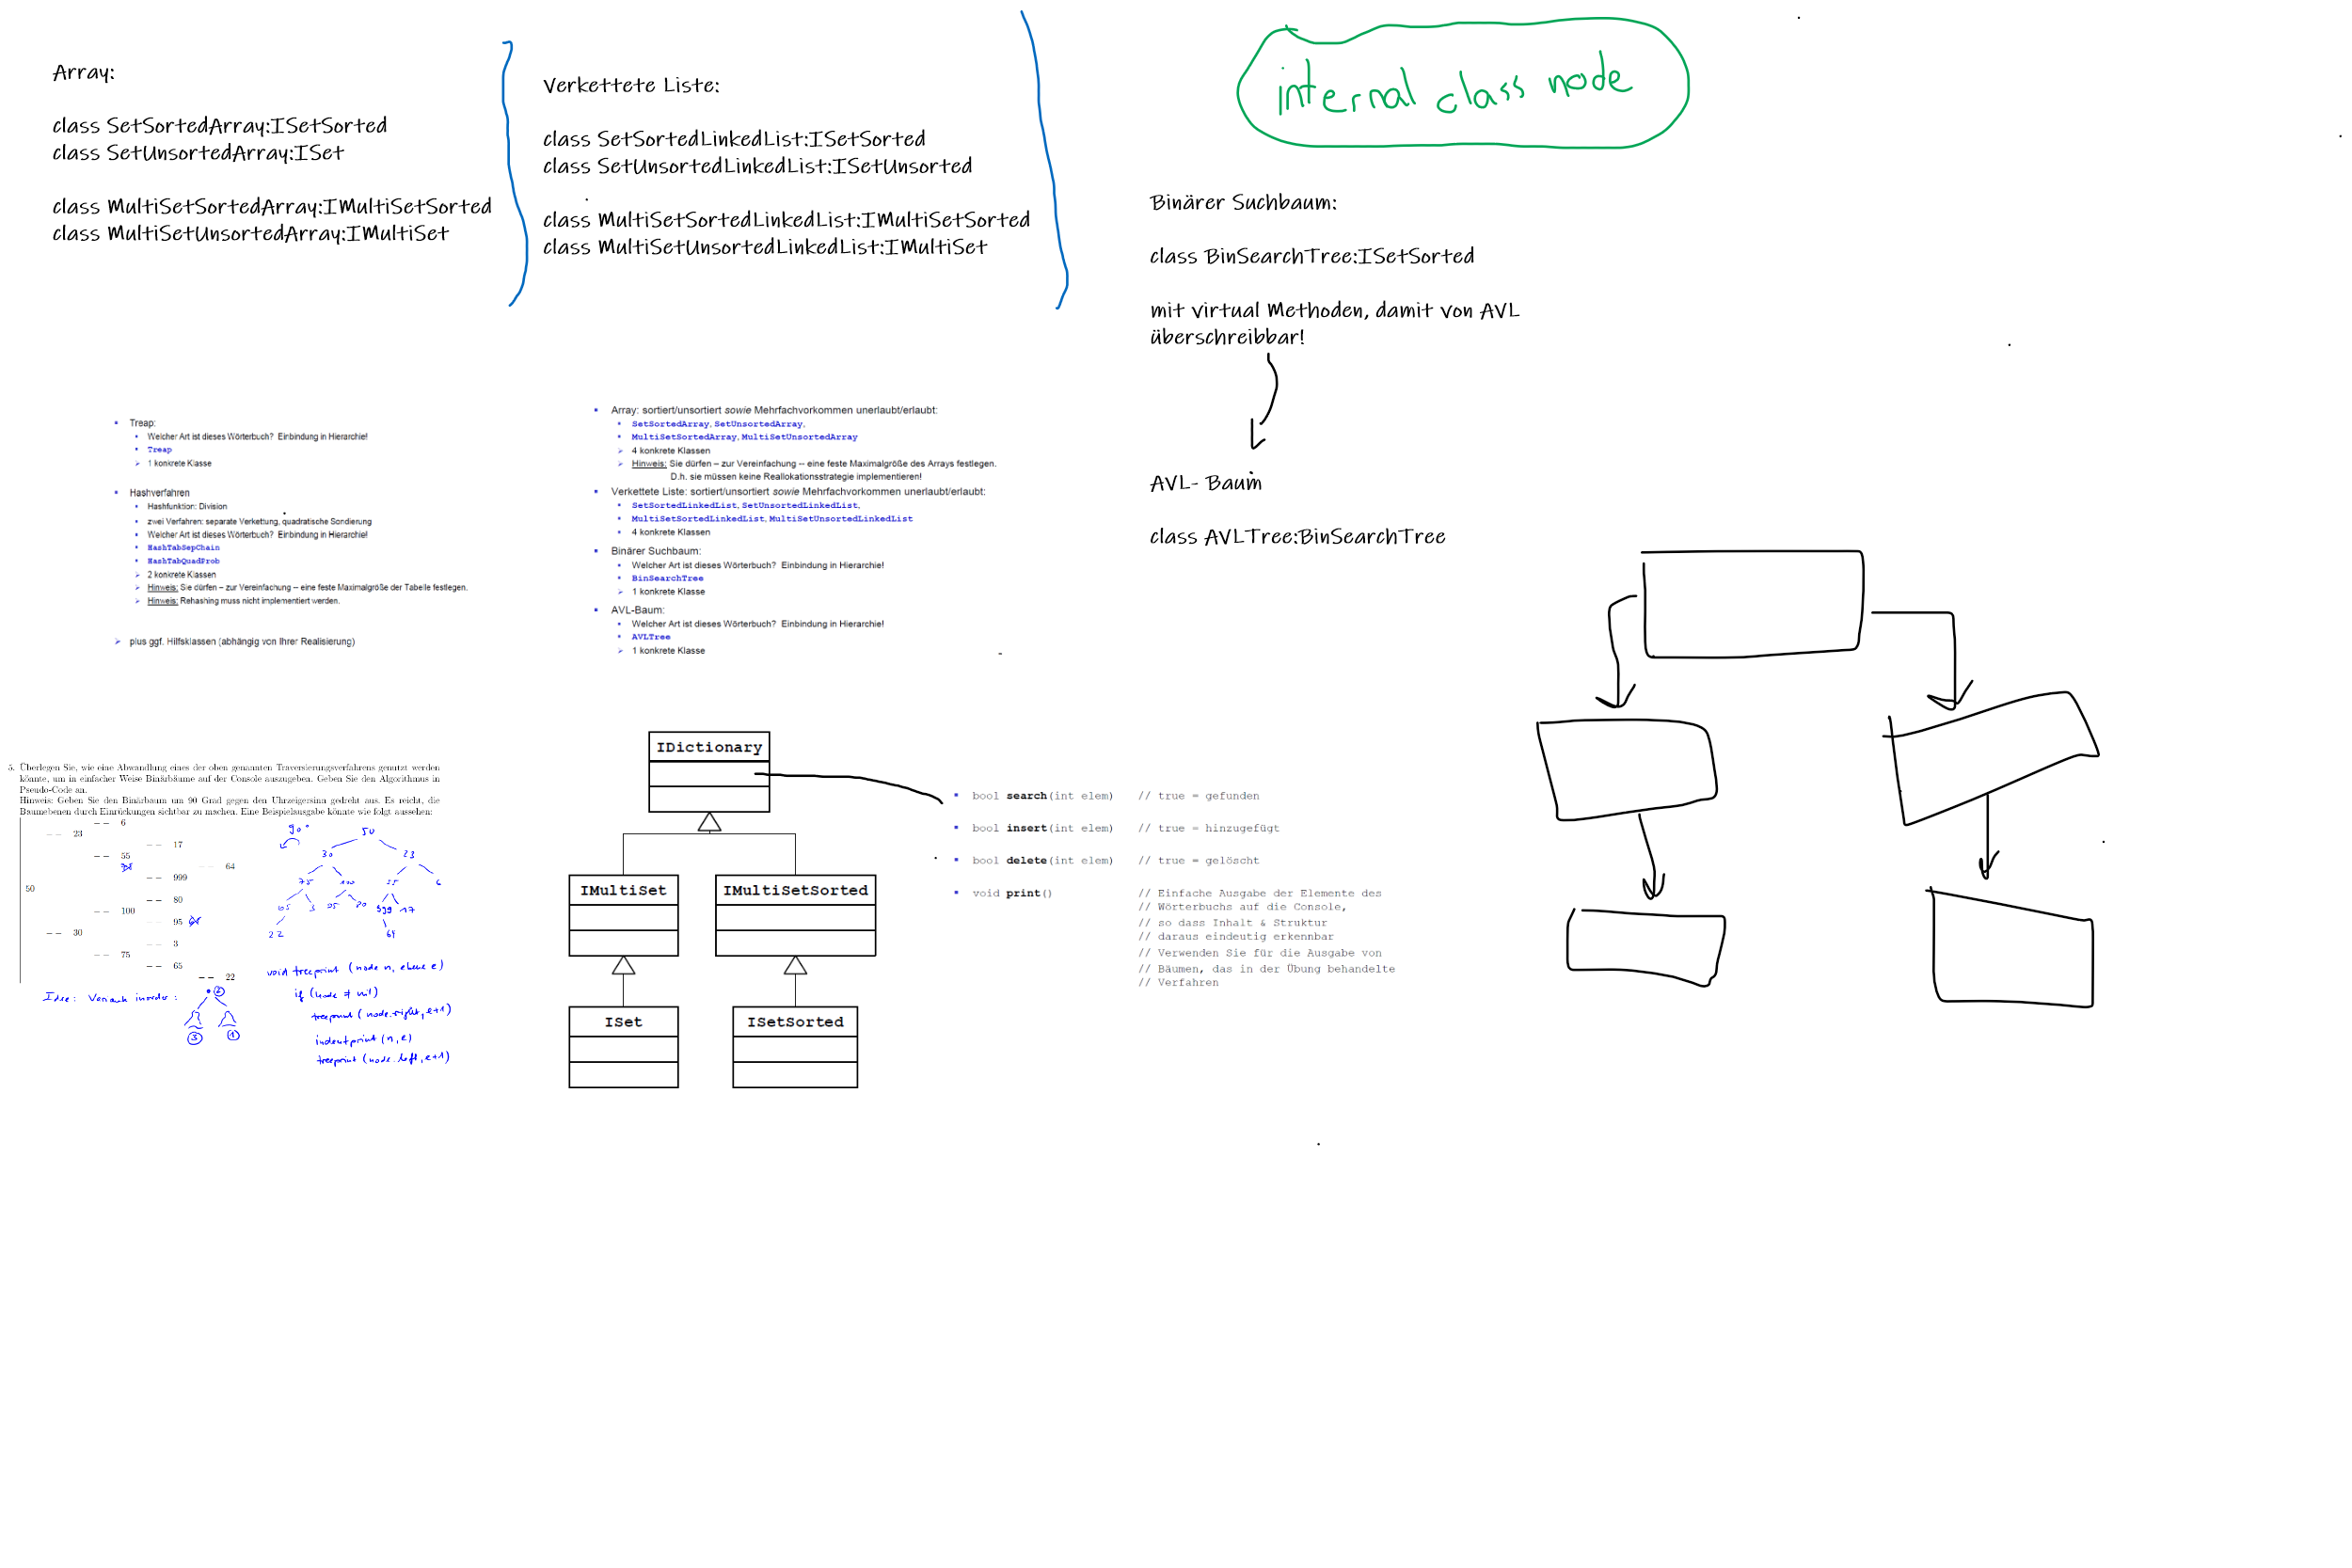 Array:
class SetSortedArray:ISetSorted
class SetUnsortedArray:ISet
class MultiSetSortedArray:IMultiSetSorted
class MultiSetUnsortedArray:IMultiSet
Verkettete Liste:
class SetSortedLinkedList:ISetSorted
class SetUnsortedLinkedList:ISetUnsorted
class MultiSetSortedLinkedList:IMultiSetSorted
class MultiSetUnsortedLinkedList:IMultiSet
internal class node
Binärer Suchbaum:
class BinSearchTree:ISetSorted
mit virtual Methoden, damit von AVL
überschreibbar!
AVL- Baum
class AVLTree:BinSearchTree
▪ Treap:
▪ Welcher Art ist dieses Wörterbuch? Einbindung in Hierarchie!
▪ Treap
➢ 1 konkrete Klasse
▪ Hashverfahren
▪ Hashfunktion: Division
▪ zwei Verfahren: separate Verkettung, quadratische Sondierung
▪ Welcher Art ist dieses Wörterbuch? Einbindung in Hierarchie!
▪ HashTabSepChain
▪ HashTabQuadProb
➢ 2 konkrete Klassen
➢ Hinweis: Sie dürfen – zur Vereinfachung -- eine feste Maximalgröße der Tabelle festlegen.
➢ Hinweis: Rehashing muss nicht implementiert werden.
➢ plus ggf. Hilfsklassen (abhängig von Ihrer Realisierung)
▪ Array: sortiert/unsortiert sowie Mehrfachvorkommen unerlaubt/erlaubt:
▪ SetSortedArray, SetUnsortedArray,
▪ MultiSetSortedArray, MultiSetUnsortedArray
➢ 4 konkrete Klassen
➢ Hinweis: Sie dürfen – zur Vereinfachung -- eine feste Maximalgröße des Arrays festlegen.
D.h. sie müssen keine Reallokationsstrategie implementieren!
▪ Verkettete Liste: sortiert/unsortiert sowie Mehrfachvorkommen unerlaubt/erlaubt:
▪ SetSortedLinkedList, SetUnsortedLinkedList,
▪ MultiSetSortedLinkedList, MultiSetUnsortedLinkedList
➢ 4 konkrete Klassen
▪ Binärer Suchbaum:
▪ Welcher Art ist dieses Wörterbuch? Einbindung in Hierarchie!
▪ BinSearchTree
➢ 1 konkrete Klasse
▪ AVL-Baum:
▪ Welcher Art ist dieses Wörterbuch? Einbindung in Hierarchie!
▪ AVLTree
➢ 1 konkrete Klasse
5. Überlegen Sie, wie eine Abwandlung eines der oben genannten Traversierungsverfahrens genutzt werden
könnte, um in einfacher Weise Binärbäume auf der Console auszugeben. Geben Sie den Algorithmus in
Pseudo-Code an.
Hinweis: Geben Sie den Binärbaum um 90 Grad gegen den Uhrzeigersinn gedreht aus. Es reicht, die
Baumebenen durch Einrückungen sichtbar zu machen. Eine Beispielausgabe könnte wie folgt aussehen:
-- 6
-- 23
-- 17
-- 55
-- 64
-- 999
50
-- 80
-- 100
-- 95
-- 30
-- 3
-- 75
-- 65
-- 22
90°
50
30 23
75 100 55 6
65 3 95 80 999 17
22 64
Idee: Variante inorder:
2
3 1
void treeprint (node n, ebene e)
if (node ≠ nil)
treeprint (node.right, e+1)
indentprint (n, e)
treeprint (node.left, e+1)
IDictionary
IMultiSet IMultiSetSorted
ISet ISetSorted
▪ bool search(int elem) // true = gefunden
▪ bool insert(int elem) // true = hinzugefügt
▪ bool delete(int elem) // true = gelöscht
▪ void print() // Einfache Ausgabe der Elemente des
// Wörterbuchs auf die Console,
// so dass Inhalt & Struktur
// daraus eindeutig erkennbar
// Verwenden Sie für die Ausgabe von
// Bäumen, das in der Übung behandelte
// Verfahren